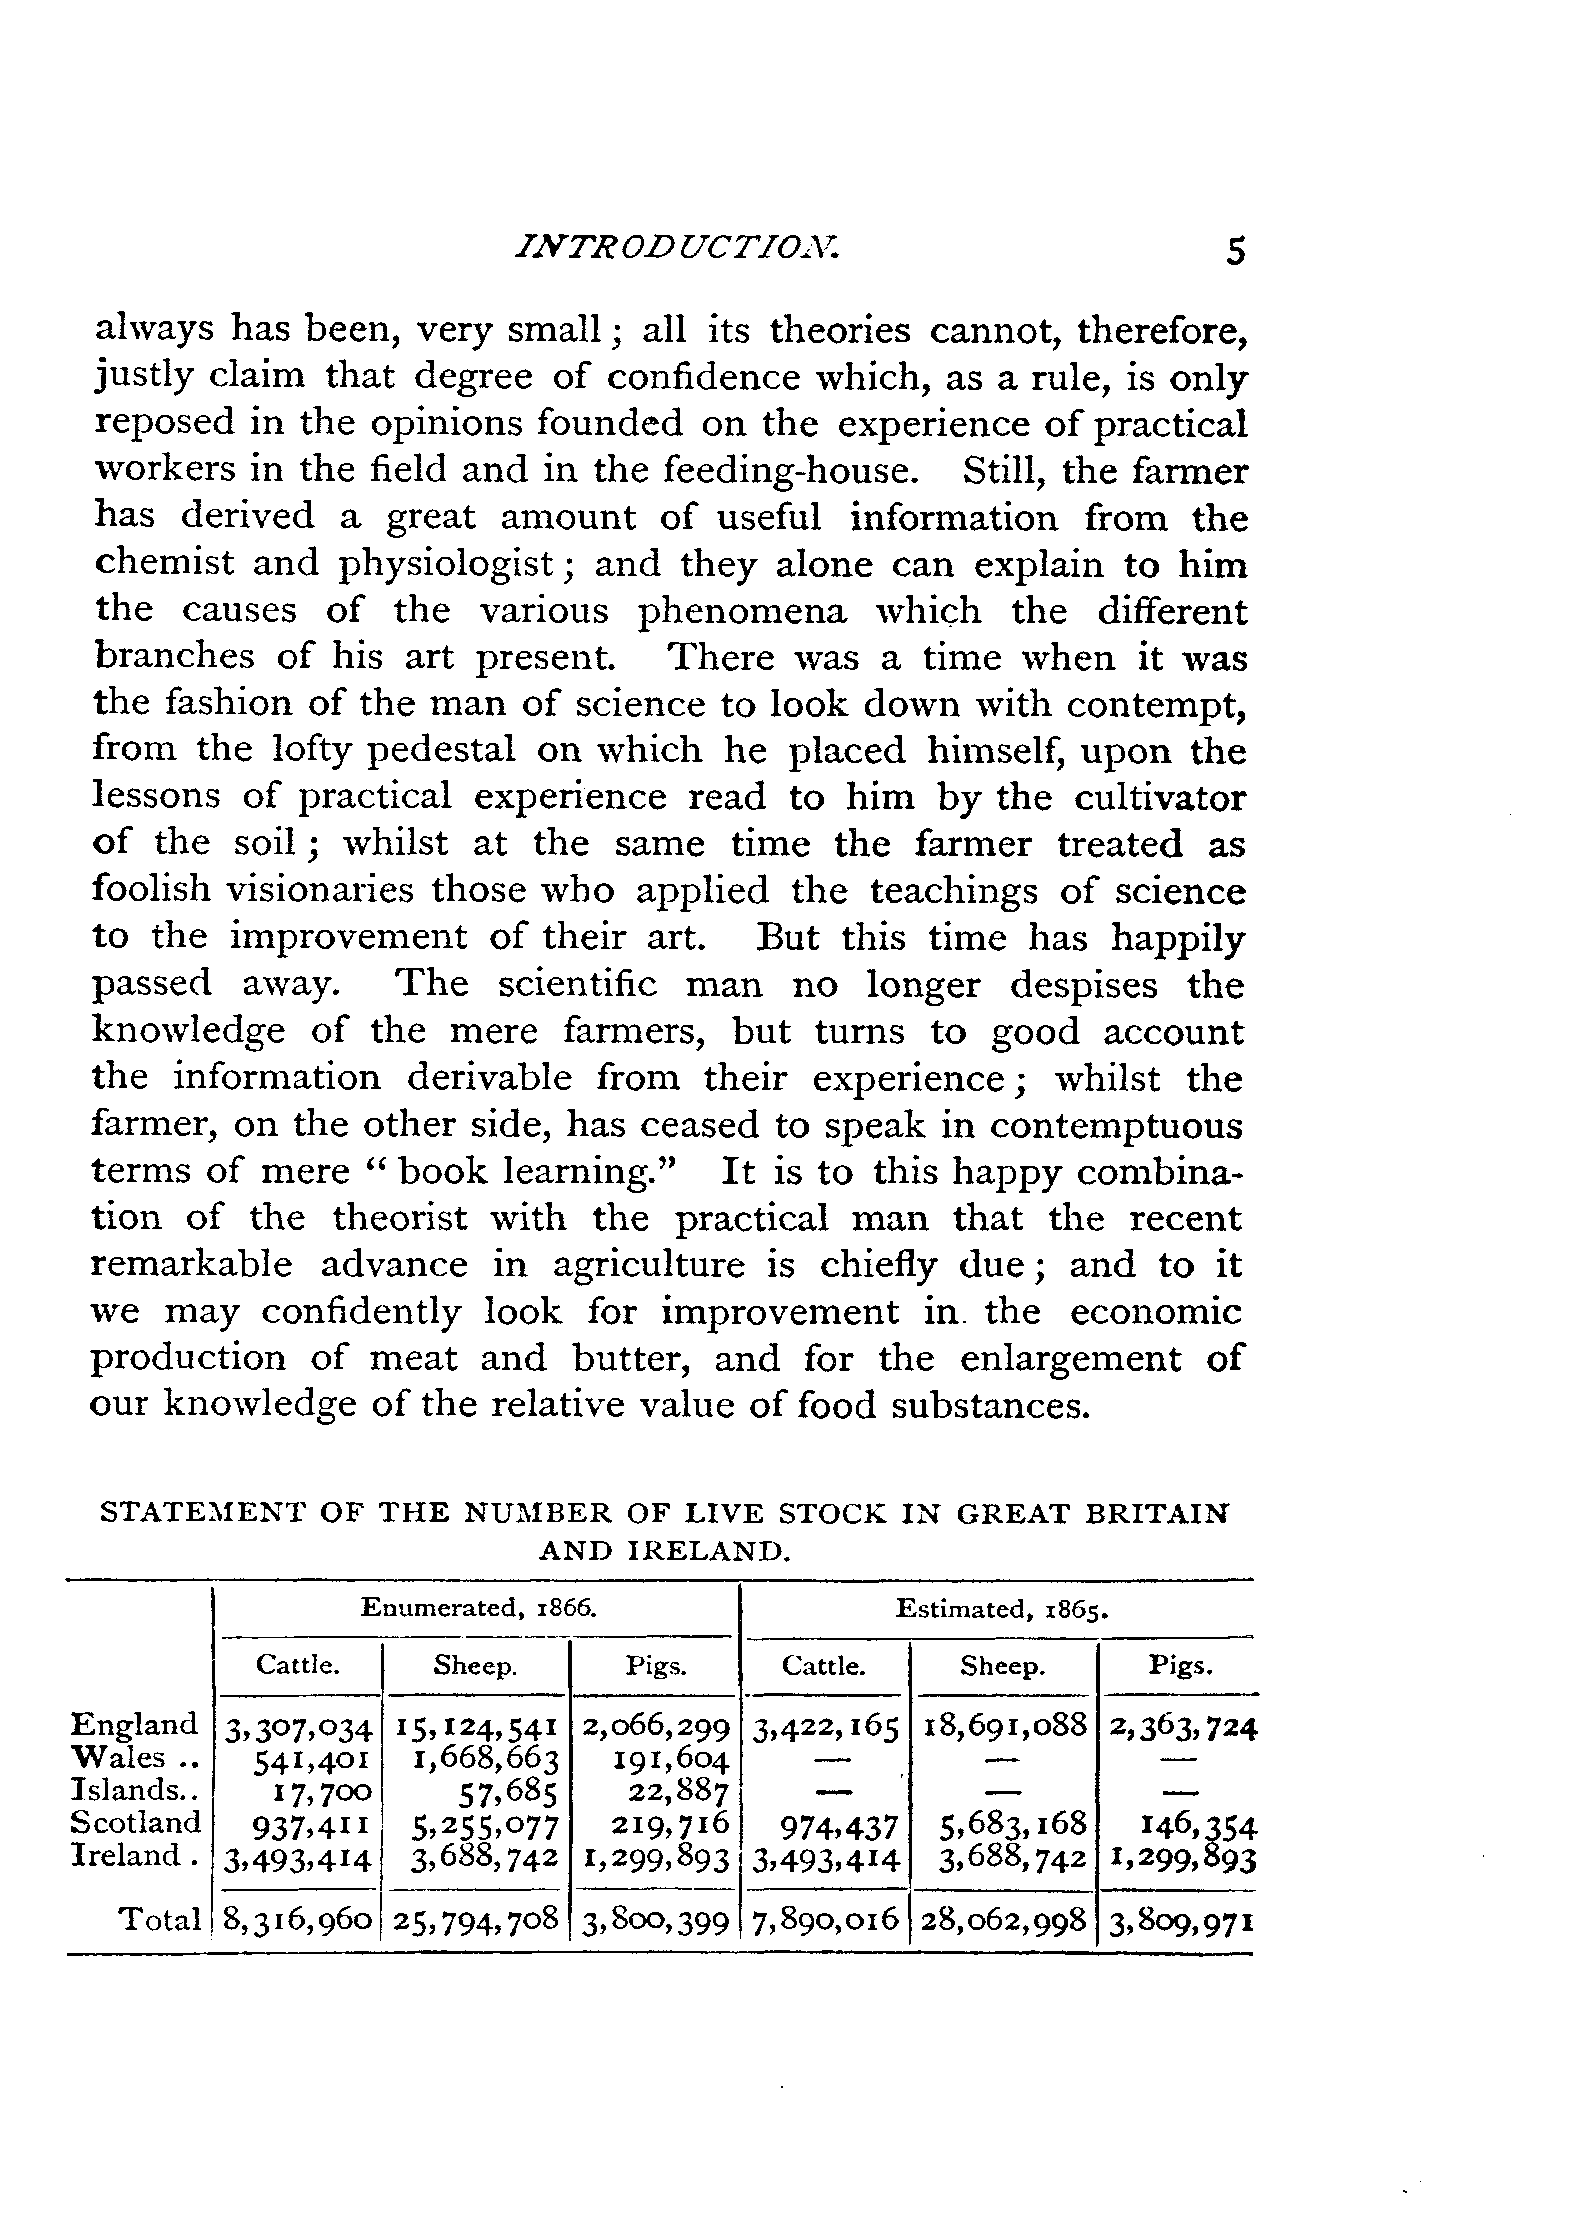 INTRODUCTION. 5
always has been, very small; all its theories cannot, therefore,
justly claim that degree of confidence which, as a rule, is only
reposed in the opinions founded on the experience of practical
workers in the field and in the feeding-house. Still, the farmer
has derived a great amount of useful information from the
chemist and physiologist; and they alone can explain to him
the causes of the various phenomena which the different
branches of his art present. There was a time when it was
the fashion of the man of science to look down with contempt,
from the lofty pedestal on which he placed himself, upon the
lessons of practical experience read to him by the cultivator
of the soil; whilst at the same time the farmer treated as
foolish visionaries those who applied the teachings of science
to the improvement of their art. But this time has happily
passed away. The scientific man no longer despises the
knowledge of the mere farmers, but turns to good account
the information derivable from their experience; whilst the
farmer, on the other side, has ceased to speak in contemptuous
terms of mere “book learning.” It is to this happy combina-
tion of the theorist with the practical man that the recent
remarkable advance in agriculture is chiefly due; and to it
we may confidently look for improvement in the economic
production of meat and butter, and for the enlargement of
our knowledge of the relative value of food substances.
STATEMENT OF THE NUMBER OF LIVE STOCK IN GREAT BRITAIN
AND IRELAND.
Enumerated, 1866. Estimated, 1865.
Cattle. Sheep. Pigs. Cattle. Sheep. Pigs.
England 3,307,034 15,124,541 2,066,299 3,422,165 18,691,088 2,363,724
Wales .. 541,401 1,668,663 191,604 — — —
Islands.. 17,700 57,685 22,887 — — —
Scotland 937,411 5,255,077 219,716 974,437 5,683,168 146,354
Ireland . 3,493,414 3,688,742 1,299,893 3,493,414 3,688,742 1,299,893
Total 8,316,960 25,794,708 3,800,399 7,890,016 28,062,998 3,809,971